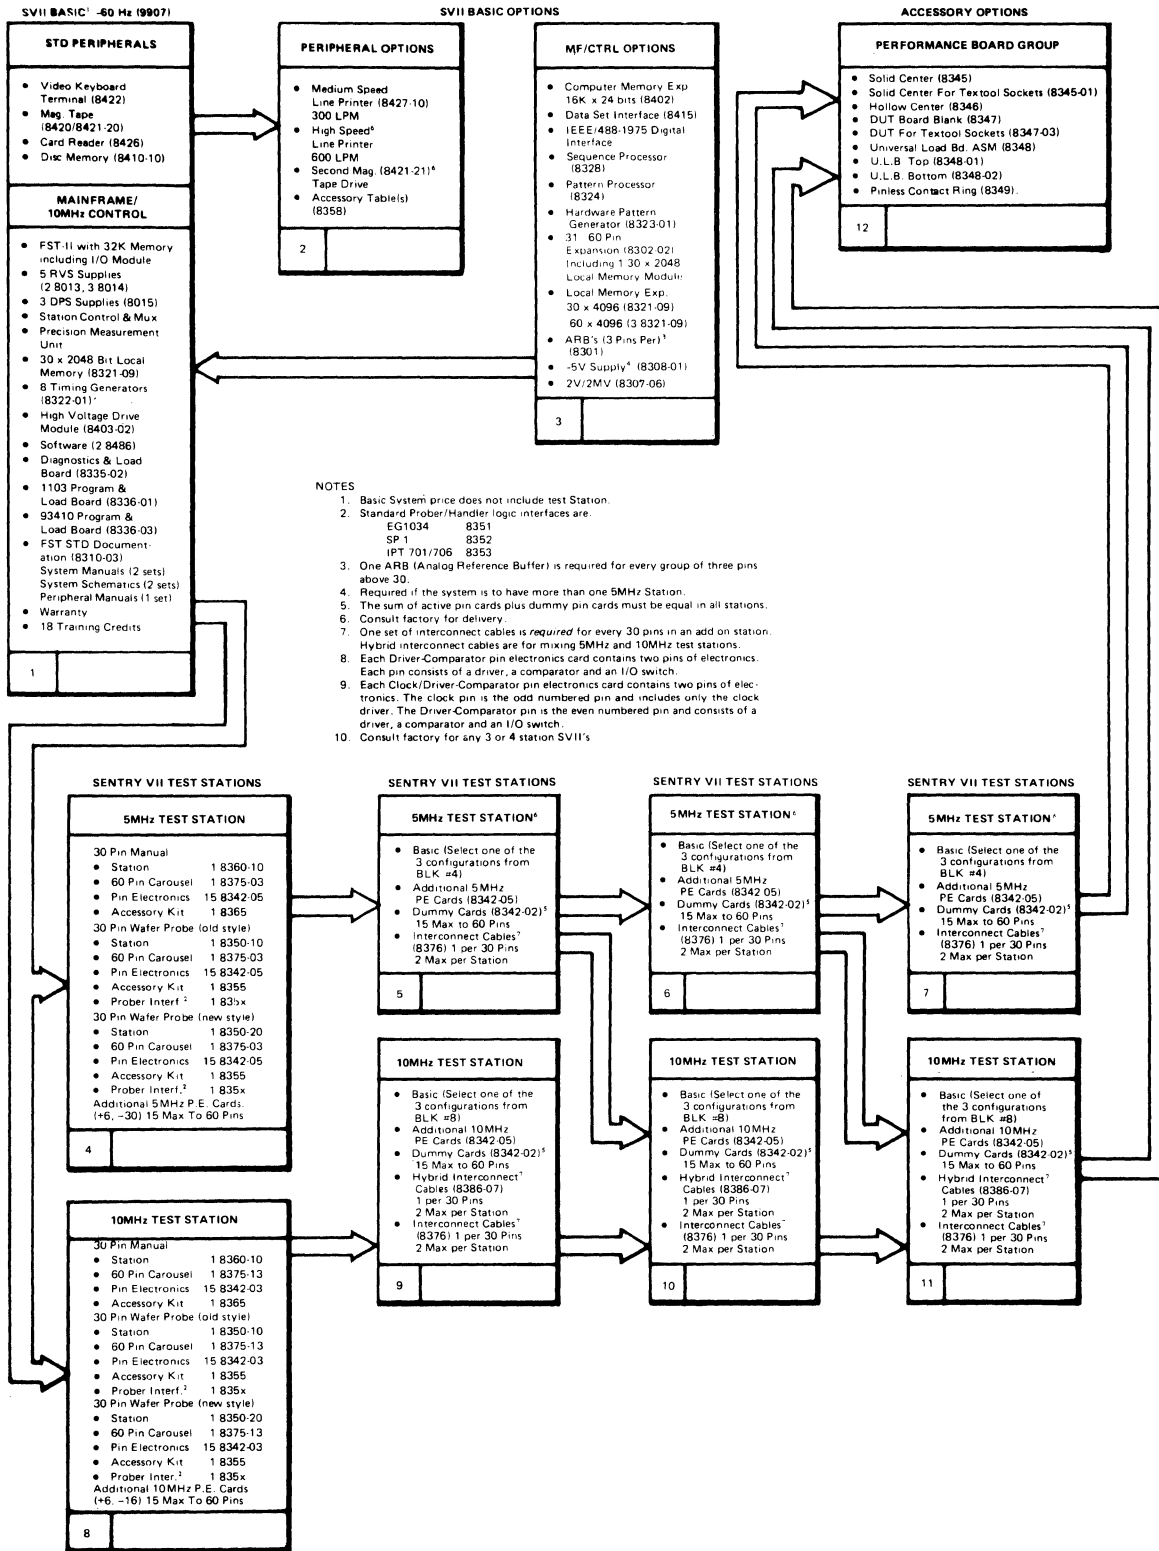 SVII BASIC¹ -60 Hz (9907)
STD PERIPHERALS
• Video Keyboard
Terminal (8422)
• Mag. Tape
(8420/8421-20)
• Card Reader (8426)
• Disc Memory (8410-10)
MAINFRAME/
10MHz CONTROL
• FST-II with 32K Memory
including I/O Module
• 5 RVS Supplies
(2 8013, 3 8014)
• 3 DPS Supplies (8015)
• Station Control & Mux
• Precision Measurement
Unit
• 30 x 2048 Bit Local
Memory (8321-09)
• 8 Timing Generators
(8322-01)
• High Voltage Drive
Module (8403-02)
• Software (2 8486)
• Diagnostics & Load
Board (8335-02)
• 1103 Program &
Load Board (8336-01)
• 93410 Program &
Load Board (8336-03)
• FST STD Document-
ation (8310-03)
System Manuals (2 sets)
System Schematics (2 sets)
Peripheral Manuals (1 set)
• Warranty
• 18 Training Credits
1
SVII BASIC OPTIONS
PERIPHERAL OPTIONS
• Medium Speed
Line Printer (8427-10)
300 LPM
• High Speed⁶
Line Printer
600 LPM
• Second Mag. (8421-21)⁶
Tape Drive
• Accessory Table(s)
(8358)
2
MF/CTRL OPTIONS
• Computer Memory Exp
16K x 24 bits (8402)
• Data Set Interface (8415)
• IEEE/488-1975 Digital
Interface
• Sequence Processor
(8328)
• Pattern Processor
(8324)
• Hardware Pattern
Generator (8323-01)
• 31 60 Pin
Expansion (8302-02)
Including 1 30 x 2048
Local Memory Module
• Local Memory Exp.
30 x 4096 (8321-09)
60 x 4096 (3 8321-09)
• ARB's (3 Pins Per)³
(8301)
• -5V Supply⁴ (8308-01)
• 2V/2MV (8307-06)
3
ACCESSORY OPTIONS
PERFORMANCE BOARD GROUP
• Solid Center (8345)
• Solid Center For Textool Sockets (8345-01)
• Hollow Center (8346)
• DUT Board Blank (8347)
• DUT For Textool Sockets (8347-03)
• Universal Load Bd. ASM (8348)
• U.L.B. Top (8348-01)
• U.L.B. Bottom (8348-02)
• Pinless Contact Ring (8349).
12
NOTES
1. Basic System price does not include test Station.
2. Standard Prober/Handler logic interfaces are.
EG1034 8351
SP 1 8352
IPT 701/706 8353
3. One ARB (Analog Reference Buffer) is required for every group of three pins
above 30.
4. Required if the system is to have more than one 5MHz Station.
5. The sum of active pin cards plus dummy pin cards must be equal in all stations.
6. Consult factory for delivery.
7. One set of interconnect cables is required for every 30 pins in an add on station.
Hybrid interconnect cables are for mixing 5MHz and 10MHz test stations.
8. Each Driver-Comparator pin electronics card contains two pins of electronics.
Each pin consists of a driver, a comparator and an I/O switch.
9. Each Clock/Driver-Comparator pin electronics card contains two pins of elec-
tronics. The clock pin is the odd numbered pin and includes only the clock
driver. The Driver-Comparator pin is the even numbered pin and consists of a
driver, a comparator and an I/O switch.
10. Consult factory for any 3 or 4 station SVII's
SENTRY VII TEST STATIONS
5MHz TEST STATION
30 Pin Manual
• Station 1 8360-10
• 60 Pin Carousel 1 8375-03
• Pin Electronics 15 8342-05
• Accessory Kit 1 8365
30 Pin Wafer Probe (old style)
• Station 1 8350-10
• 60 Pin Carousel 1 8375-03
• Pin Electronics 15 8342-05
• Accessory Kit 1 8355
• Prober Interf ² 1 835x
30 Pin Wafer Probe (new style)
• Station 1 8350-20
• 60 Pin Carousel 1 8375-03
• Pin Electronics 15 8342-05
• Accessory Kit 1 8355
• Prober Interf.² 1 835x
Additional 5MHz P.E. Cards.
(+6, -30) 15 Max To 60 Pins
4
SENTRY VII TEST STATIONS
5MHz TEST STATION⁶
• Basic (Select one of the
3 configurations from
BLK #4)
• Additional 5MHz
PE Cards (8342-05)
• Dummy Cards (8342-02)⁵
15 Max to 60 Pins
• Interconnect Cables⁷
(8376) 1 per 30 Pins
2 Max per Station
5
SENTRY VII TEST STATIONS
5MHz TEST STATION⁶
• Basic (Select one of the
3 configurations from
BLK #4)
• Additional 5MHz
PE Cards (8342 05)
• Dummy Cards (8342-02)⁵
15 Max to 60 Pins
• Interconnect Cables⁷
(8376) 1 per 30 Pins
2 Max per Station
6
SENTRY VII TEST STATIONS
5MHz TEST STATION⁶
• Basic (Select one of the
3 configurations from
BLK #4)
• Additional 5MHz
PE Cards (8342-05)
• Dummy Cards (8342-02)⁵
15 Max to 60 Pins
• Interconnect Cables⁷
(8376) 1 per 30 Pins
2 Max per Station
7
10MHz TEST STATION
30 Pin Manual
• Station 1 8360-10
• 60 Pin Carousel 1 8375-13
• Pin Electronics 15 8342-03
• Accessory Kit 1 8365
30 Pin Wafer Probe (old style)
• Station 1 8350-10
• 60 Pin Carousel 1 8375-13
• Pin Electronics 15 8342-03
• Accessory Kit 1 8355
• Prober Interf.² 1 835x
30 Pin Wafer Probe (new style)
• Station 1 8350-20
• 60 Pin Carousel 1 8375-13
• Pin Electronics 15 8342-03
• Accessory Kit 1 8355
• Prober Inter.² 1 835x
Additional 10MHz P.E. Cards
(+6, -16) 15 Max To 60 Pins
8
10MHz TEST STATION
• Basic (Select one of the
3 configurations from
BLK #8)
• Additional 10MHz
PE Cards (8342-05)
• Dummy Cards (8342-02)⁵
15 Max to 60 Pins
• Hybrid Interconnect⁷
Cables (8386-07)
1 per 30 Pins
2 Max per Station
• Interconnect Cables⁷
(8376) 1 per 30 Pins
2 Max per Station
9
10MHz TEST STATION
• Basic (Select one of the
3 configurations from
BLK #8)
• Additional 10MHz
PE Cards (8342-05)
• Dummy Cards (8342-02)⁵
15 Max to 60 Pins
• Hybrid Interconnect⁷
Cables (8386-07)
1 per 30 Pins
2 Max per Station
• Interconnect Cables
(8376) 1 per 30 Pins
2 Max per Station
10
10MHz TEST STATION
• Basic (Select one of
the 3 configurations
from BLK #8)
• Additional 10MHz
PE Cards (8342-05)
• Dummy Cards (8342-02)⁵
15 Max to 60 Pins
• Hybrid Interconnect⁷
Cables (8386-07)
1 per 30 Pins
2 Max per Station
• Interconnect Cables⁷
(8376) 1 per 30 Pins
2 Max per Station
11